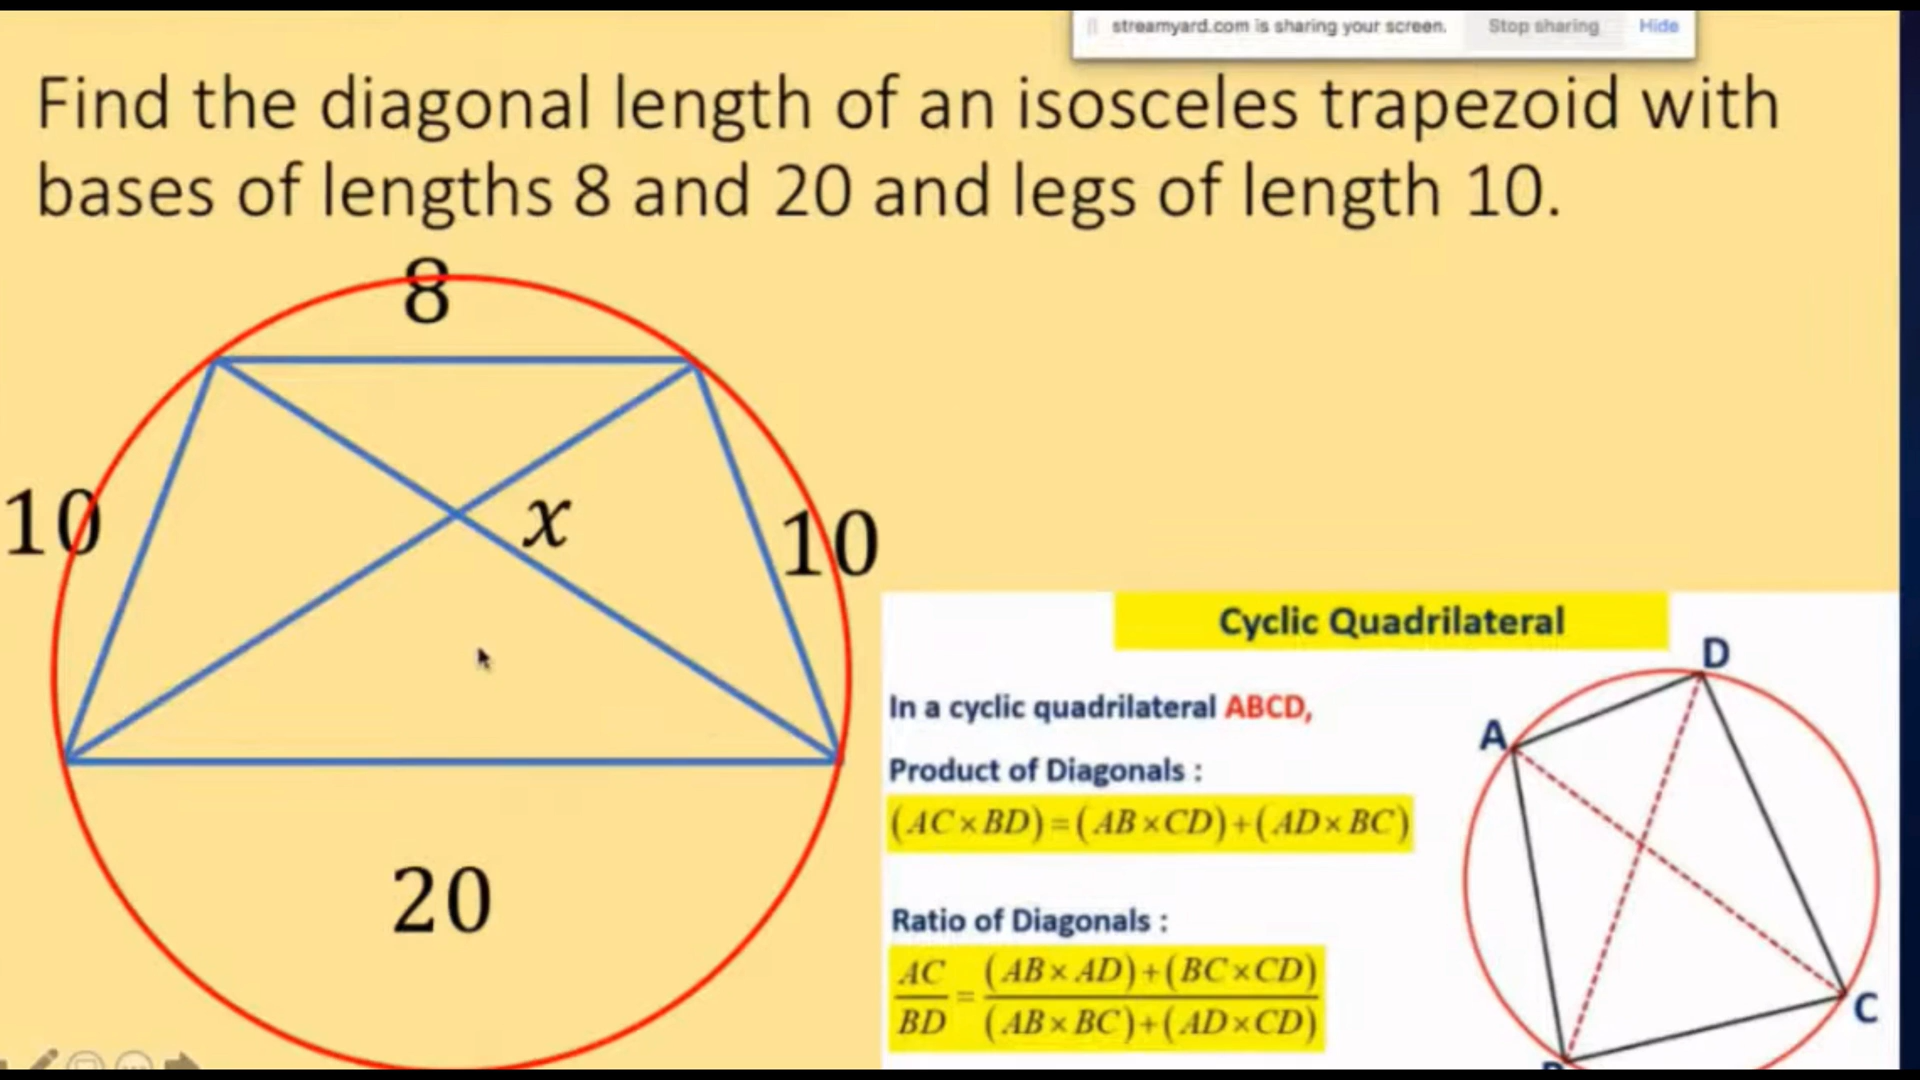 streamyard.com is sharing your screen. Stop sharing Hide
Find the diagonal length of an isosceles trapezoid with
bases of lengths 8 and 20 and legs of length 10.
8
10
x
10
20
Cyclic Quadrilateral
In a cyclic quadrilateral ABCD,
Product of Diagonals :
(AC×BD)=(AB×CD)+(AD×BC)
Ratio of Diagonals :
AC/BD = (AB×AD)+(BC×CD)/(AB×BC)+(AD×CD)
D
A
C